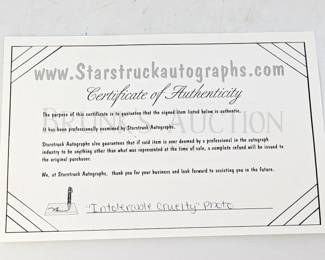 www.Starstruckautographs.com
Certificate of Authenticity
The purpose of this certificate is to quotation that the signed item listed below is authentic.
It has been professionally examined by Starstruck Autographs.
BRUNK'S AUCTION
Starstruck Autographs also guarantees that if said item is ever deemed by a professional in the autograph
industry to be anything other than what was represented at the time of sale, a complete refund will be issued to
the original purchaser.
We, at Starstruck Autographs, thank you for your business and look forward to assisting you in the future.
"Intolerable Cruelty" Photo